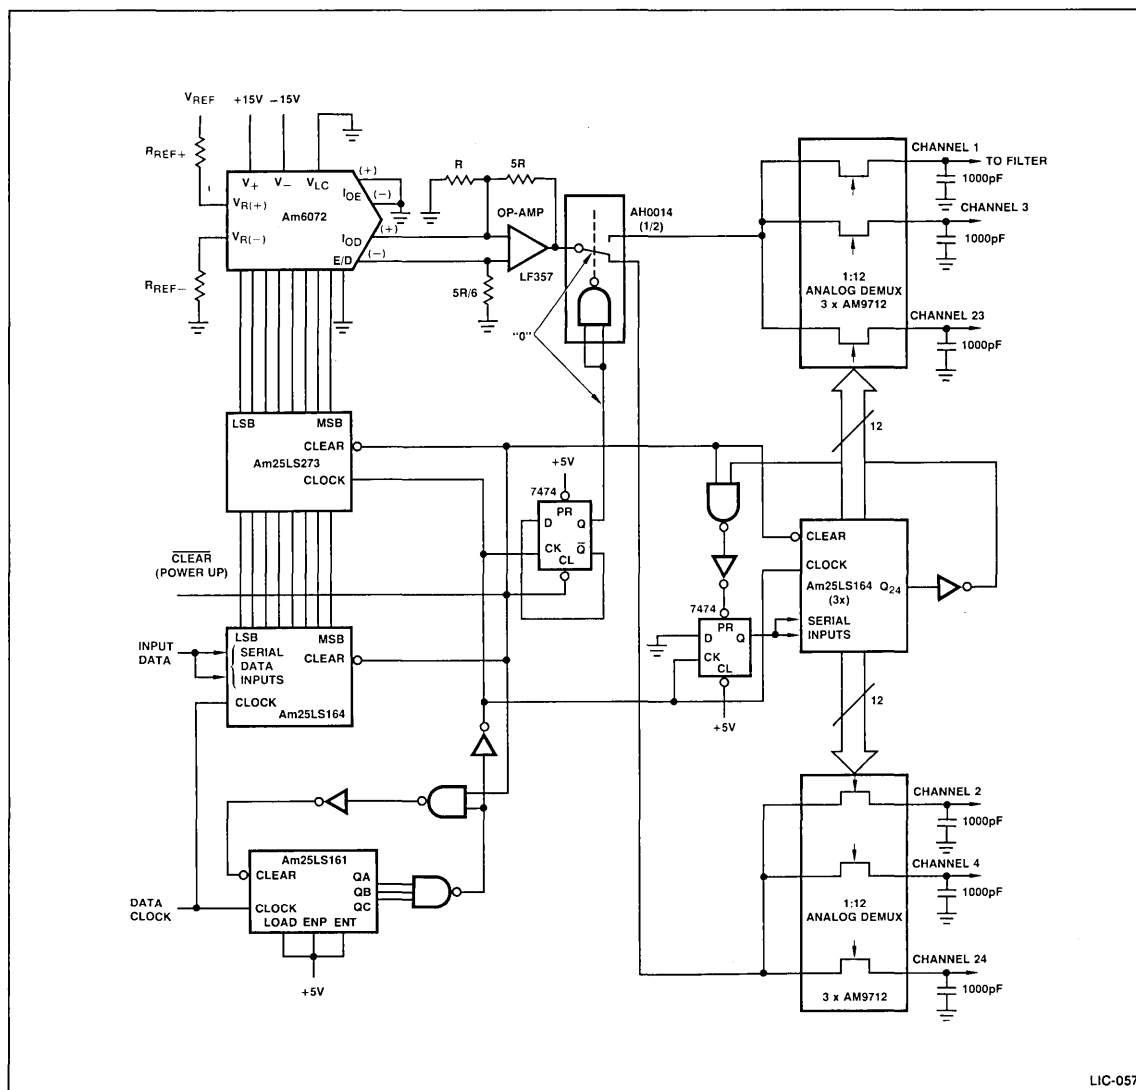 VREF
+15V
−15V
RREF+
V+
V−
VLC
(+)
IOE
(−)
VR(+)
Am6072
VR(−)
IOD
(+)
E/D
(−)
RREF−
R
5R
OP-AMP
LF357
5R/6
AH0014
(1/2)
"0"
CHANNEL 1
TO FILTER
1000pF
CHANNEL 3
1000pF
1:12
ANALOG DEMUX
3 x AM9712
CHANNEL 23
1000pF
12
LSB
MSB
CLEAR
Am25LS273
CLOCK
+5V
7474
PR
D
Q
CK
Q̅
CL
CLEAR
(POWER UP)
CLEAR
CLOCK
Am25LS164
(3x)
Q24
SERIAL
INPUTS
7474
PR
D
Q
CK
CL
+5V
INPUT
DATA
LSB
MSB
SERIAL
DATA
INPUTS
CLEAR
CLOCK
Am25LS164
12
Am25LS161
CLEAR
QA
QB
QC
DATA
CLOCK
CLOCK
LOAD ENP ENT
+5V
CHANNEL 2
1000pF
CHANNEL 4
1000pF
1:12
ANALOG DEMUX
CHANNEL 24
1000pF
3 x AM9712
LIC-057